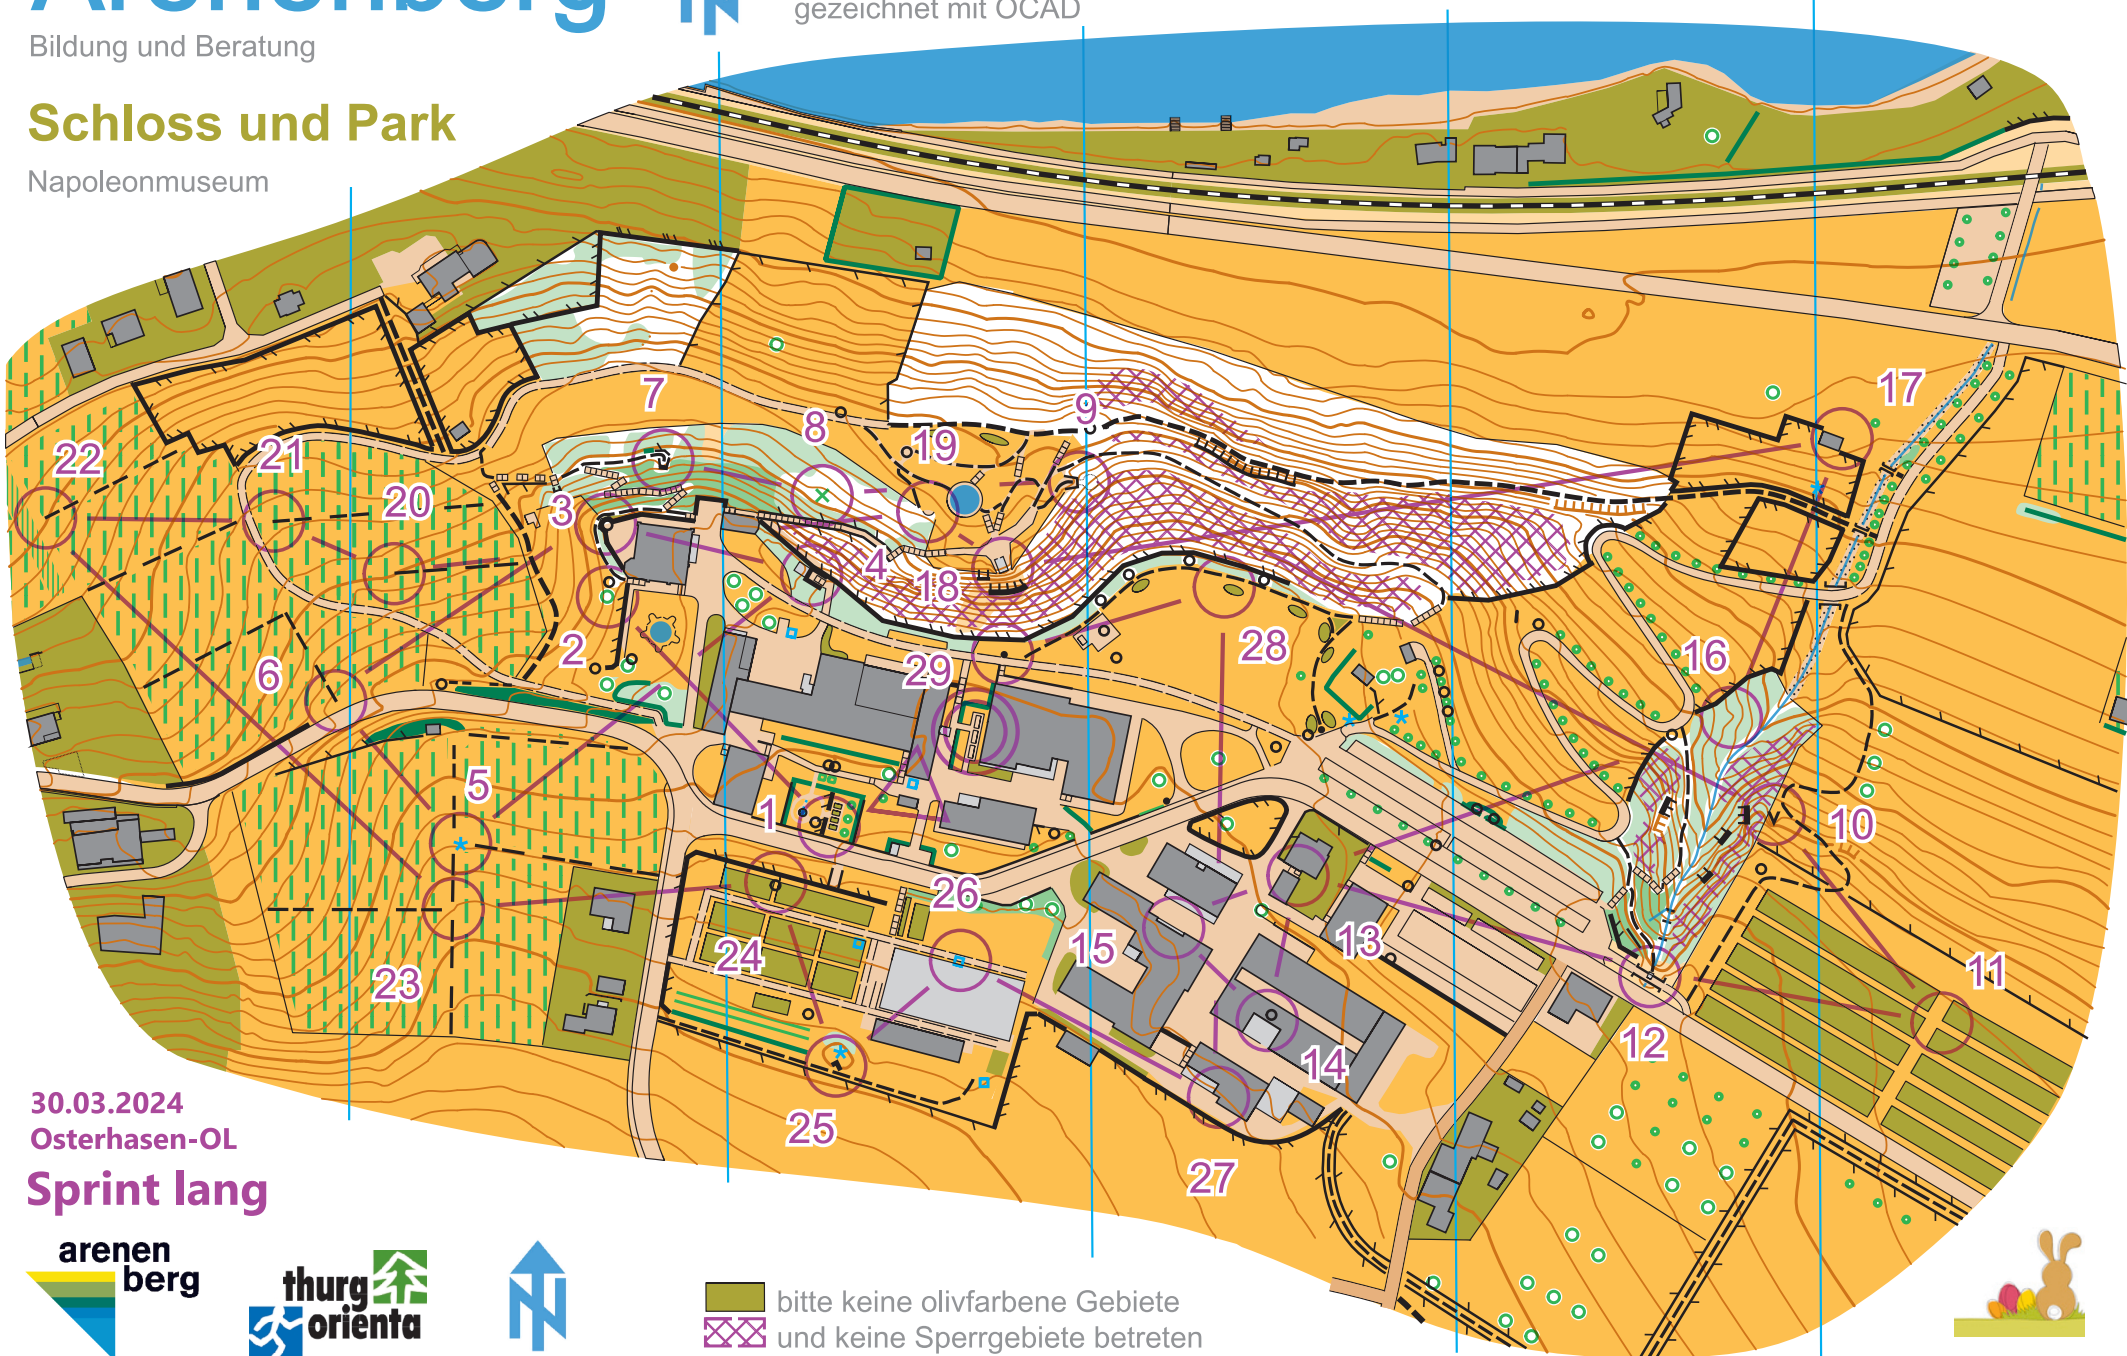 Arenenberg
gezeichnet mit OCAD
Bildung und Beratung
Schloss und Park
Napoleonmuseum
7
8
9
17
19
22
21
20
3
4
18
2
28
16
6
29
5
1
10
26
13
15
24
11
23
12
14
25
27
30.03.2024
Osterhasen-OL
Sprint lang
arenen
berg
thurg
orienta
N
bitte keine olivfarbene Gebiete
und keine Sperrgebiete betreten